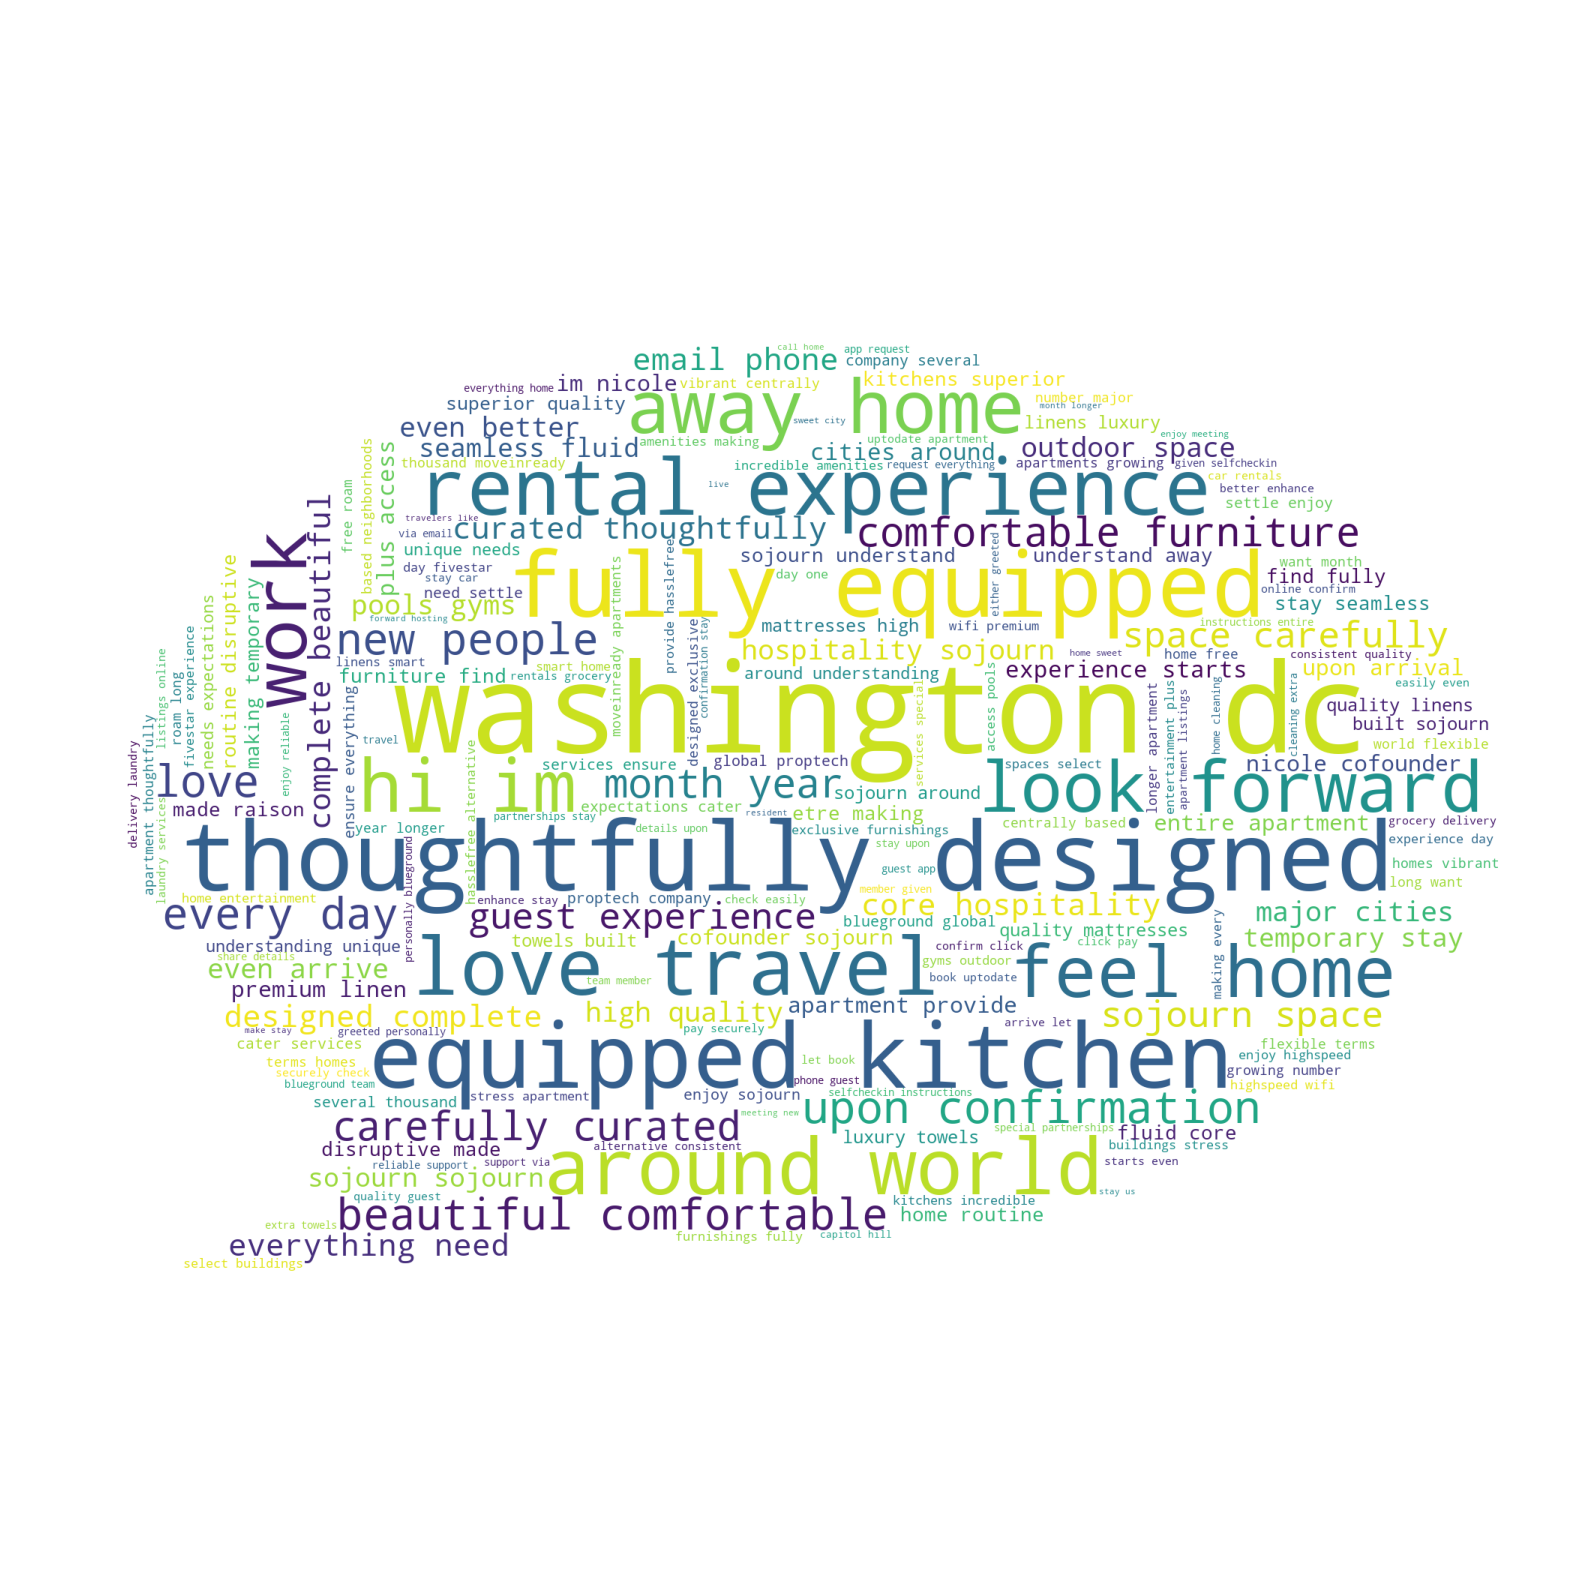 call home
app request
email phone
company several
everything home
im nicole
vibrant centrally
kitchens superior
superior quality
away home
number major
month longer
sweet city
linens luxury
even better
enjoy meeting
seamless fluid
amenities making
uptodate apartment
cities around
outdoor space
thousand moveinready
incredible amenities
request everything
apartments growing
given selfcheckin
car rentals
rental experience
live
better enhance
settle enjoy
free roam
based neighborhoods
plus access
complete beautiful
work
travelers like
via email
curated thoughtfully
comfortable furniture
unique needs
sojourn understand
understand away
either greeted
want month
day fivestar
stay car
need settle
fully equipped
day one
find fully
online confirm
stay seamless
pools gyms
forward hosting
moveinready apartments
provide hasslefree
mattresses high
wifi premium
instructions entire
new people
hospitality sojourn
space carefully
home sweet
home free
consistent quality
linens smart
smart home
rentals grocery
furniture find
around understanding
experience starts
upon arrival
easily even
designed exclusive
confirmation stay
services special
access pools
longer apartment
apartment listings
entertainment plus
home cleaning
cleaning extra
quality linens
built sojourn
world flexible
washington dc
travel
making temporary
routine disruptive
needs expectations
fivestar experience
roam long
listings online
apartment thoughtfully
delivery laundry
laundry services
enjoy reliable
ensure everything
hasslefree alternative
services ensure
global proptech
spaces select
nicole cofounder
love
hi im
month year
sojourn around
look forward
made raison
partnerships stay
expectations cater
resident
etre making
centrally based
entire apartment
grocery delivery
year longer
details upon
exclusive furnishings
experience day
thoughtfully designed
stay upon
guest app
homes vibrant
long want
home entertainment
personally blueground
enhance stay
proptech company
check easily
member given
core hospitality
every day
guest experience
blueground global
quality mattresses
major cities
understanding unique
share details
towels built
cofounder sojourn
confirm click
click pay
temporary stay
making every
even arrive
love travel
gyms outdoor
feel home
premium linen
team member
book uptodate
designed complete
high quality
apartment provide
sojourn space
make stay
greeted personally
pay securely
arrive let
cater services
equipped kitchen
flexible terms
terms homes
let book
enjoy highspeed
securely check
growing number
blueground team
phone guest
highspeed wifi
several thousand
stress apartment
enjoy sojourn
selfcheckin instructions
carefully curated
meeting new
upon confirmation
special partnerships
fluid core
disruptive made
alternative consistent
luxury towels
buildings stress
reliable support
support via
starts even
sojourn sojourn
around world
stay us
quality guest
kitchens incredible
beautiful comfortable
home routine
extra towels
everything need
furnishings fully
capitol hill
select buildings